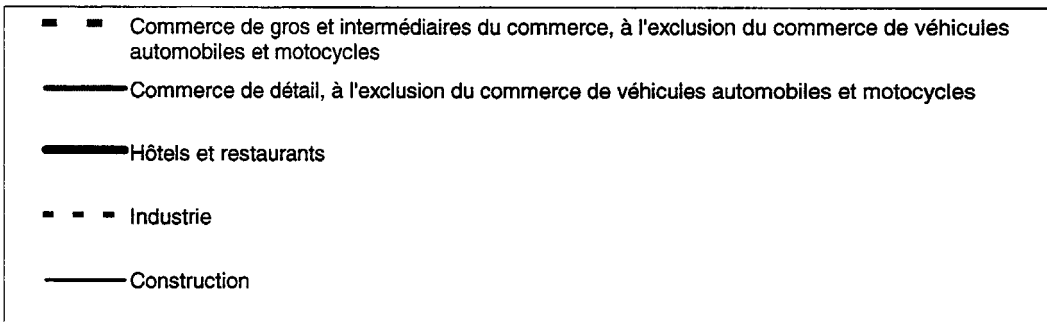 Commerce de gros et intermédiaires du commerce, à l'exclusion du commerce de véhicules
automobiles et motocycles
Commerce de détail, à l'exclusion du commerce de véhicules automobiles et motocycles
Hôtels et restaurants
Industrie
Construction